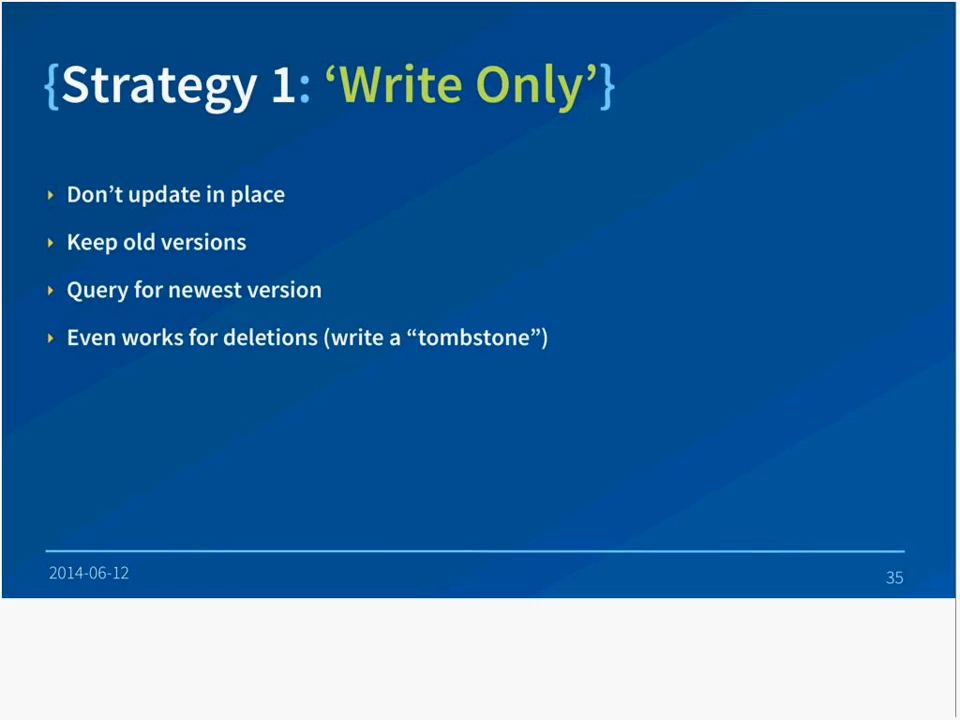 {Strategy 1: ‘Write Only’}
Don’t update in place
Keep old versions
Query for newest version
Even works for deletions (write a “tombstone”)
2014-06-12
35